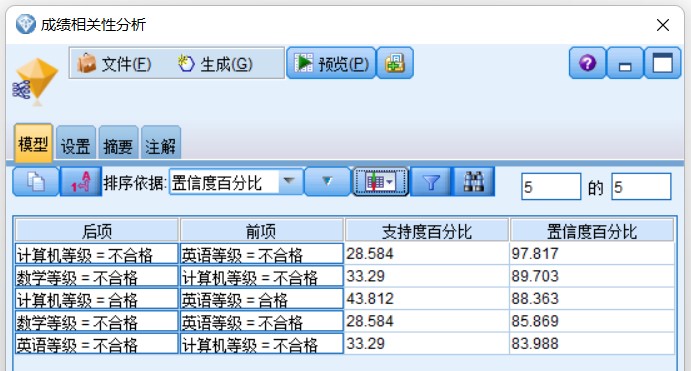 成绩相关性分析
文件(F) 生成(G) 预览(P)
模型 设置 摘要 注解
排序依据: 置信度百分比 5 的 5
后项 前项 支持度百分比 置信度百分比
计算机等级 = 不合格 英语等级 = 不合格 28.584 97.817
数学等级 = 不合格 计算机等级 = 不合格 33.29 89.703
计算机等级 = 合格 英语等级 = 合格 43.812 88.363
数学等级 = 不合格 英语等级 = 不合格 28.584 85.869
英语等级 = 不合格 计算机等级 = 不合格 33.29 83.988